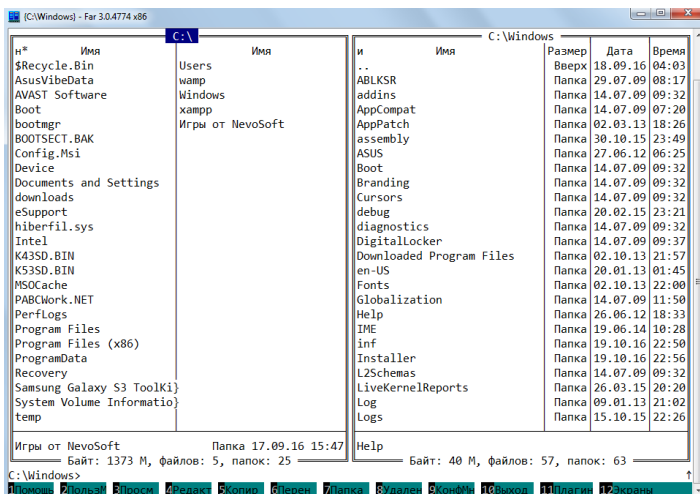 {C:\Windows} - Far 3.0.4774 x86
C:\
н* Имя Имя
$Recycle.Bin Users
AsusVibeData wamp
AVAST Software Windows
Boot xampp
bootmgr Игры от NevoSoft
BOOTSECT.BAK
Config.Msi
Device
Documents and Settings
downloads
eSupport
hiberfil.sys
Intel
K43SD.BIN
K53SD.BIN
MSOCache
PABCWork.NET
PerfLogs
Program Files
Program Files (x86)
ProgramData
Recovery
Samsung Galaxy S3 ToolKi}
System Volume Informatio}
temp
Игры от NevoSoft Папка 17.09.16 15:47
Байт: 1373 М, файлов: 5, папок: 25
C:\Windows
и Имя Размер Дата Время
.. Вверх 18.09.16 04:03
ABLKSR Папка 29.07.09 08:17
addins Папка 14.07.09 09:32
AppCompat Папка 14.07.09 07:20
AppPatch Папка 02.03.13 18:26
assembly Папка 30.10.15 23:49
ASUS Папка 27.06.12 06:25
Boot Папка 14.07.09 09:32
Branding Папка 14.07.09 09:32
Cursors Папка 14.07.09 09:32
debug Папка 20.02.15 23:21
diagnostics Папка 14.07.09 09:32
DigitalLocker Папка 14.07.09 09:37
Downloaded Program Files Папка 02.10.13 21:57
en-US Папка 20.01.13 01:45
Fonts Папка 02.10.13 22:00
Globalization Папка 14.07.09 11:50
Help Папка 26.06.12 18:33
IME Папка 19.06.14 10:28
inf Папка 19.10.16 22:50
Installer Папка 19.10.16 22:56
L2Schemas Папка 14.07.09 09:32
LiveKernelReports Папка 26.03.15 20:20
Log Папка 09.01.13 21:02
Logs Папка 15.10.15 22:26
Help
Байт: 40 М, файлов: 57, папок: 63
C:\Windows>
1Помощь 2ПользМ 3Просм 4Редакт 5Копир 6Перен 7Папка 8Удален 9КонфМн 10Выход 11Плагин 12Экраны